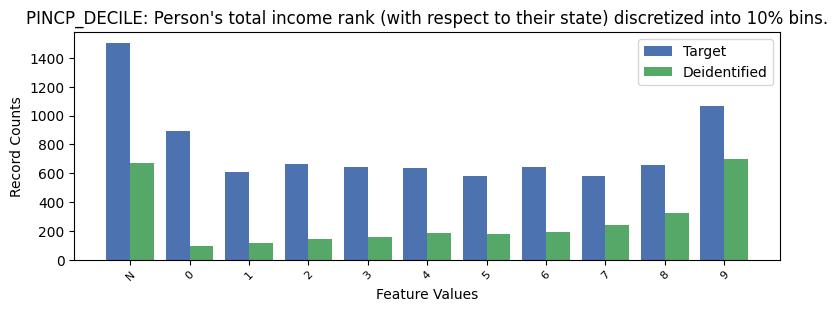 PINCP_DECILE: Person's total income rank (with respect to their state) discretized into 10% bins.
Target
Deidentified
Record Counts
1400
1200
1000
800
600
400
200
0
N 0 1 2 3 4 5 6 7 8 9
Feature Values